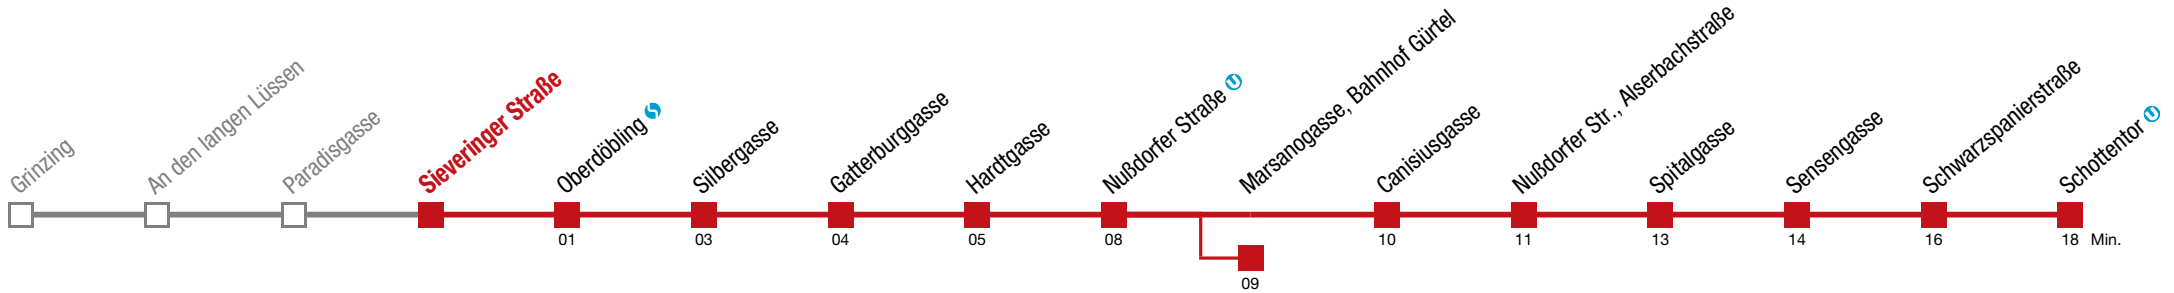 Grinzing
An den langen Lüssen
Paradisgasse
Sieveringer Straße
Oberdöbling
Silbergasse
Gatterburggasse
Hardtgasse
Nußdorfer Straße U
Marsanogasse, Bahnhof Gürtel
Canisiusgasse
Nußdorfer Str., Alserbachstraße
Spitalgasse
Sensengasse
Schwarzspanierstraße
Schottentor U
01 03 04 05 08 10 11 13 14 16 18 Min.
09